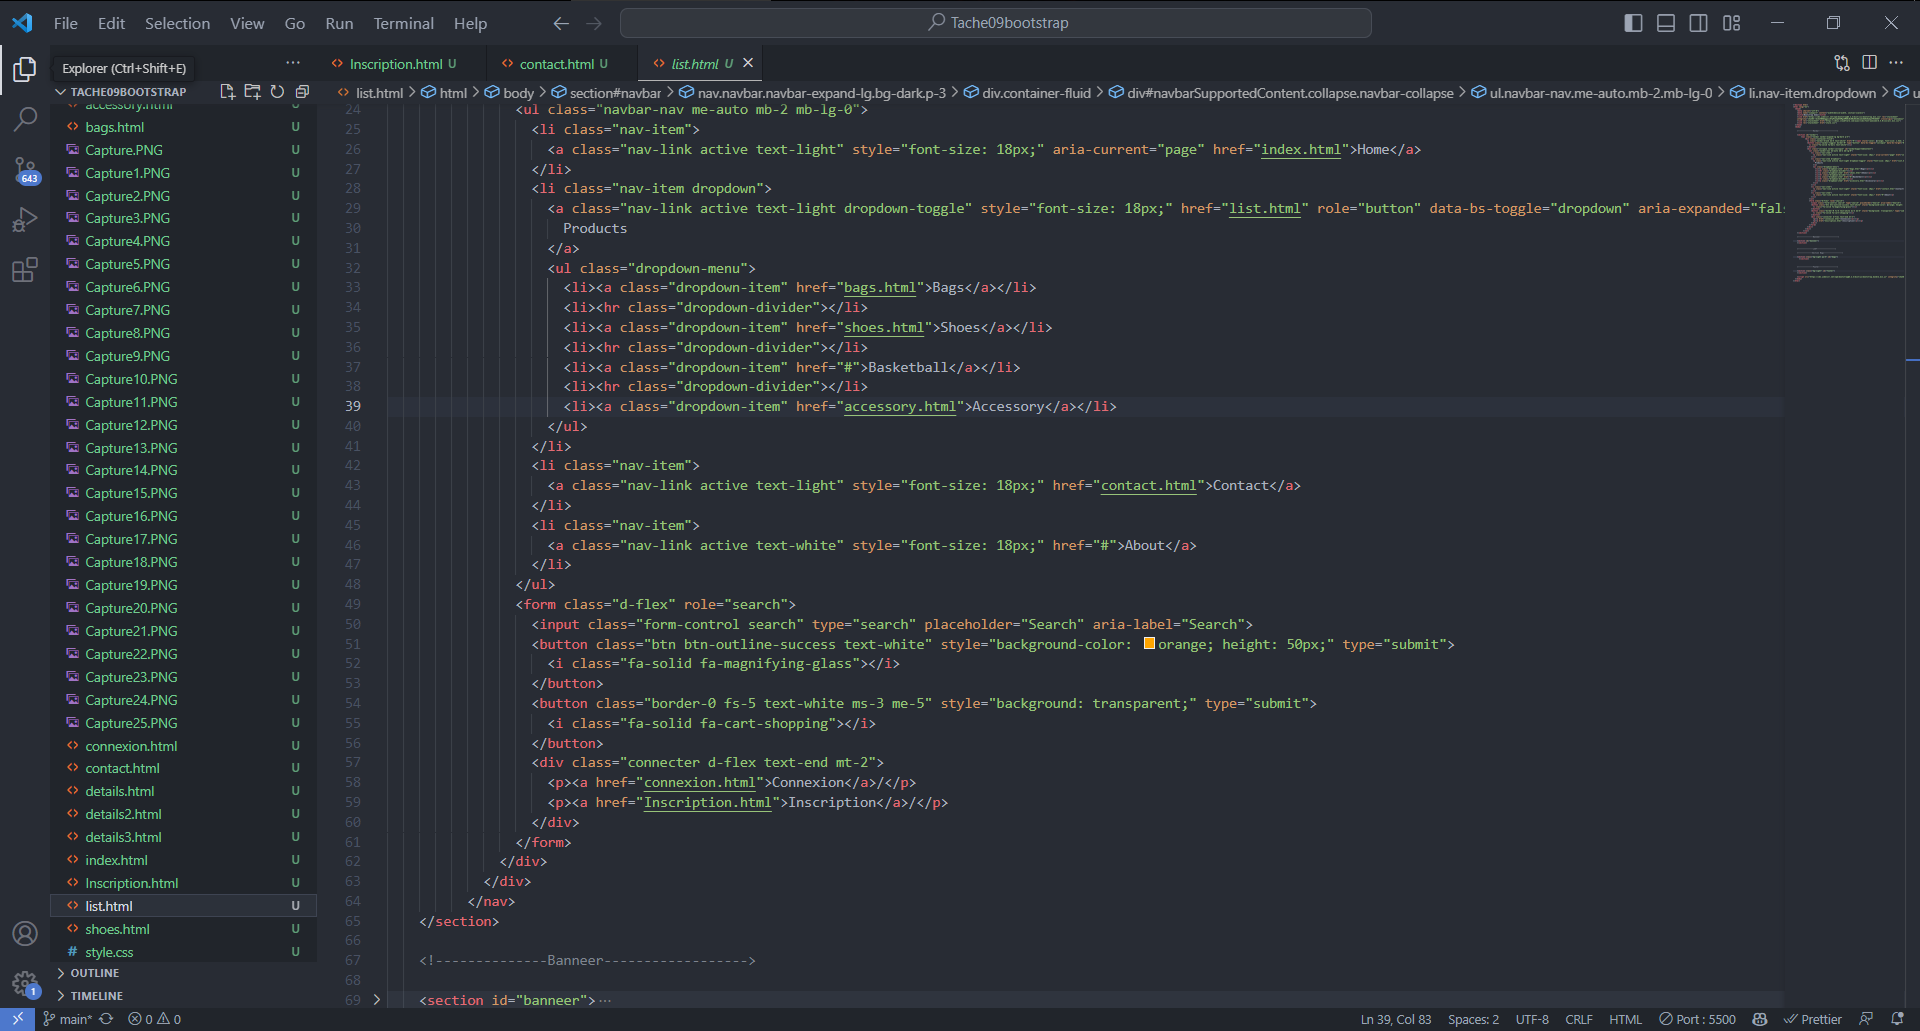 File Edit Selection View Go Run Terminal Help
Tache09bootstrap
Explorer (Ctrl+Shift+E)
Inscription.html U
contact.html U
list.html U
TACHE09BOOTSTRAP
list.html > html > body > section#navbar > nav.navbar.navbar-expand-lg.bg-dark.p-3 > div.container-fluid > div#navbarSupportedContent.collapse.navbar-collapse > ul.navbar-nav.me-auto.mb-2.mb-lg-0 > li.nav-item.dropdown > u
accessory.html
bags.html U
Capture.PNG U
Capture1.PNG U
Capture2.PNG U
Capture3.PNG U
Capture4.PNG U
Capture5.PNG U
Capture6.PNG U
Capture7.PNG U
Capture8.PNG U
Capture9.PNG U
Capture10.PNG U
Capture11.PNG U
Capture12.PNG U
Capture13.PNG U
Capture14.PNG U
Capture15.PNG U
Capture16.PNG U
Capture17.PNG U
Capture18.PNG U
Capture19.PNG U
Capture20.PNG U
Capture21.PNG U
Capture22.PNG U
Capture23.PNG U
Capture24.PNG U
Capture25.PNG U
connexion.html U
contact.html U
details.html U
details2.html U
details3.html U
index.html U
Inscription.html U
list.html U
shoes.html U
# style.css U
OUTLINE
TIMELINE
643
1
24 <ul class="navbar-nav me-auto mb-2 mb-lg-0">
25 <li class="nav-item">
26 <a class="nav-link active text-light" style="font-size: 18px;" aria-current="page" href="index.html">Home</a>
27 </li>
28 <li class="nav-item dropdown">
29 <a class="nav-link active text-light dropdown-toggle" style="font-size: 18px;" href="list.html" role="button" data-bs-toggle="dropdown" aria-expanded="fals
30 Products
31 </a>
32 <ul class="dropdown-menu">
33 <li><a class="dropdown-item" href="bags.html">Bags</a></li>
34 <li><hr class="dropdown-divider"></li>
35 <li><a class="dropdown-item" href="shoes.html">Shoes</a></li>
36 <li><hr class="dropdown-divider"></li>
37 <li><a class="dropdown-item" href="#">Basketball</a></li>
38 <li><hr class="dropdown-divider"></li>
39 <li><a class="dropdown-item" href="accessory.html">Accessory</a></li>
40 </ul>
41 </li>
42 <li class="nav-item">
43 <a class="nav-link active text-light" style="font-size: 18px;" href="contact.html">Contact</a>
44 </li>
45 <li class="nav-item">
46 <a class="nav-link active text-white" style="font-size: 18px;" href="#">About</a>
47 </li>
48 </ul>
49 <form class="d-flex" role="search">
50 <input class="form-control search" type="search" placeholder="Search" aria-label="Search">
51 <button class="btn btn-outline-success text-white" style="background-color: orange; height: 50px;" type="submit">
52 <i class="fa-solid fa-magnifying-glass"></i>
53 </button>
54 <button class="border-0 fs-5 text-white ms-3 me-5" style="background: transparent;" type="submit">
55 <i class="fa-solid fa-cart-shopping"></i>
56 </button>
57 <div class="connecter d-flex text-end mt-2">
58 <p><a href="connexion.html">Connexion</a>/</p>
59 <p><a href="Inscription.html">Inscription</a>/</p>
60 </div>
61 </form>
62 </div>
63 </div>
64 </nav>
65 </section>
66
67 <!--------------Banneer------------------>
68
69 <section id="banneer">···
main* 0 0
Ln 39, Col 83 Spaces: 2 UTF-8 CRLF HTML Port : 5500 Prettier